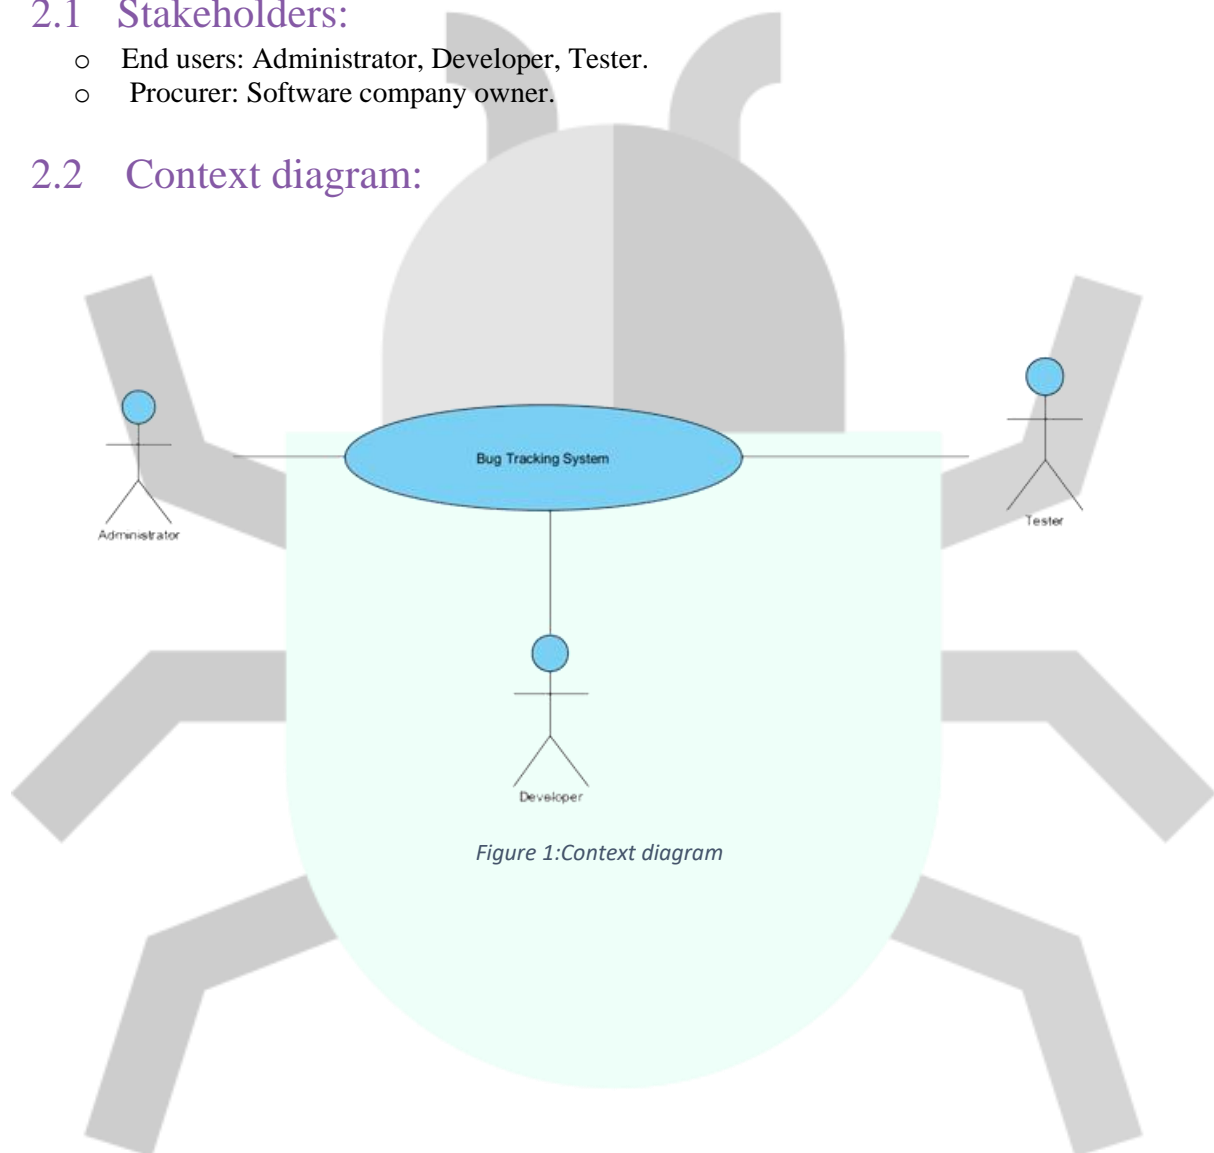 2.1 Stakeholders:
o End users: Administrator, Developer, Tester.
o Procurer: Software company owner.
2.2 Context diagram:
Bug Tracking System
Administrator
Tester
Developer
Figure 1:Context diagram